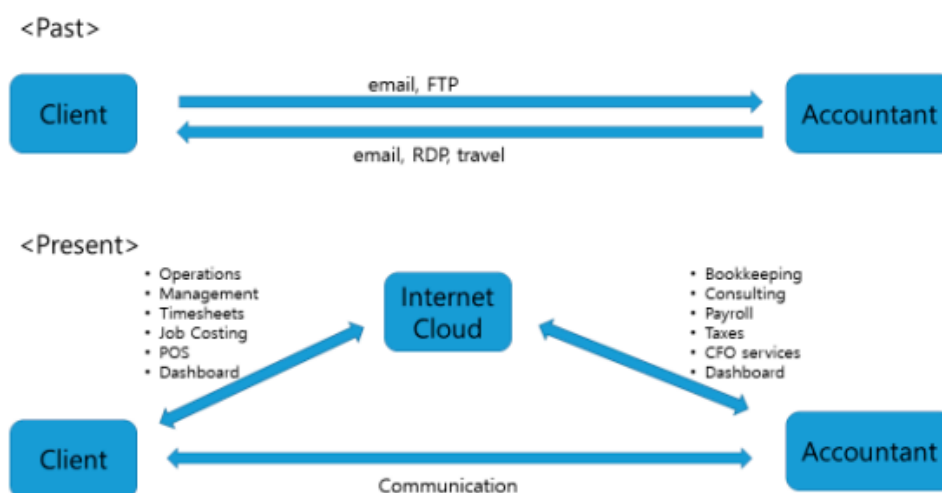 <Past>
Client
email, FTP
Accountant
email, RDP, travel
<Present>
• Operations
• Management
• Timesheets
• Job Costing
• POS
• Dashboard
Internet
Cloud
• Bookkeeping
• Consulting
• Payroll
• Taxes
• CFO services
• Dashboard
Client
Accountant
Communication